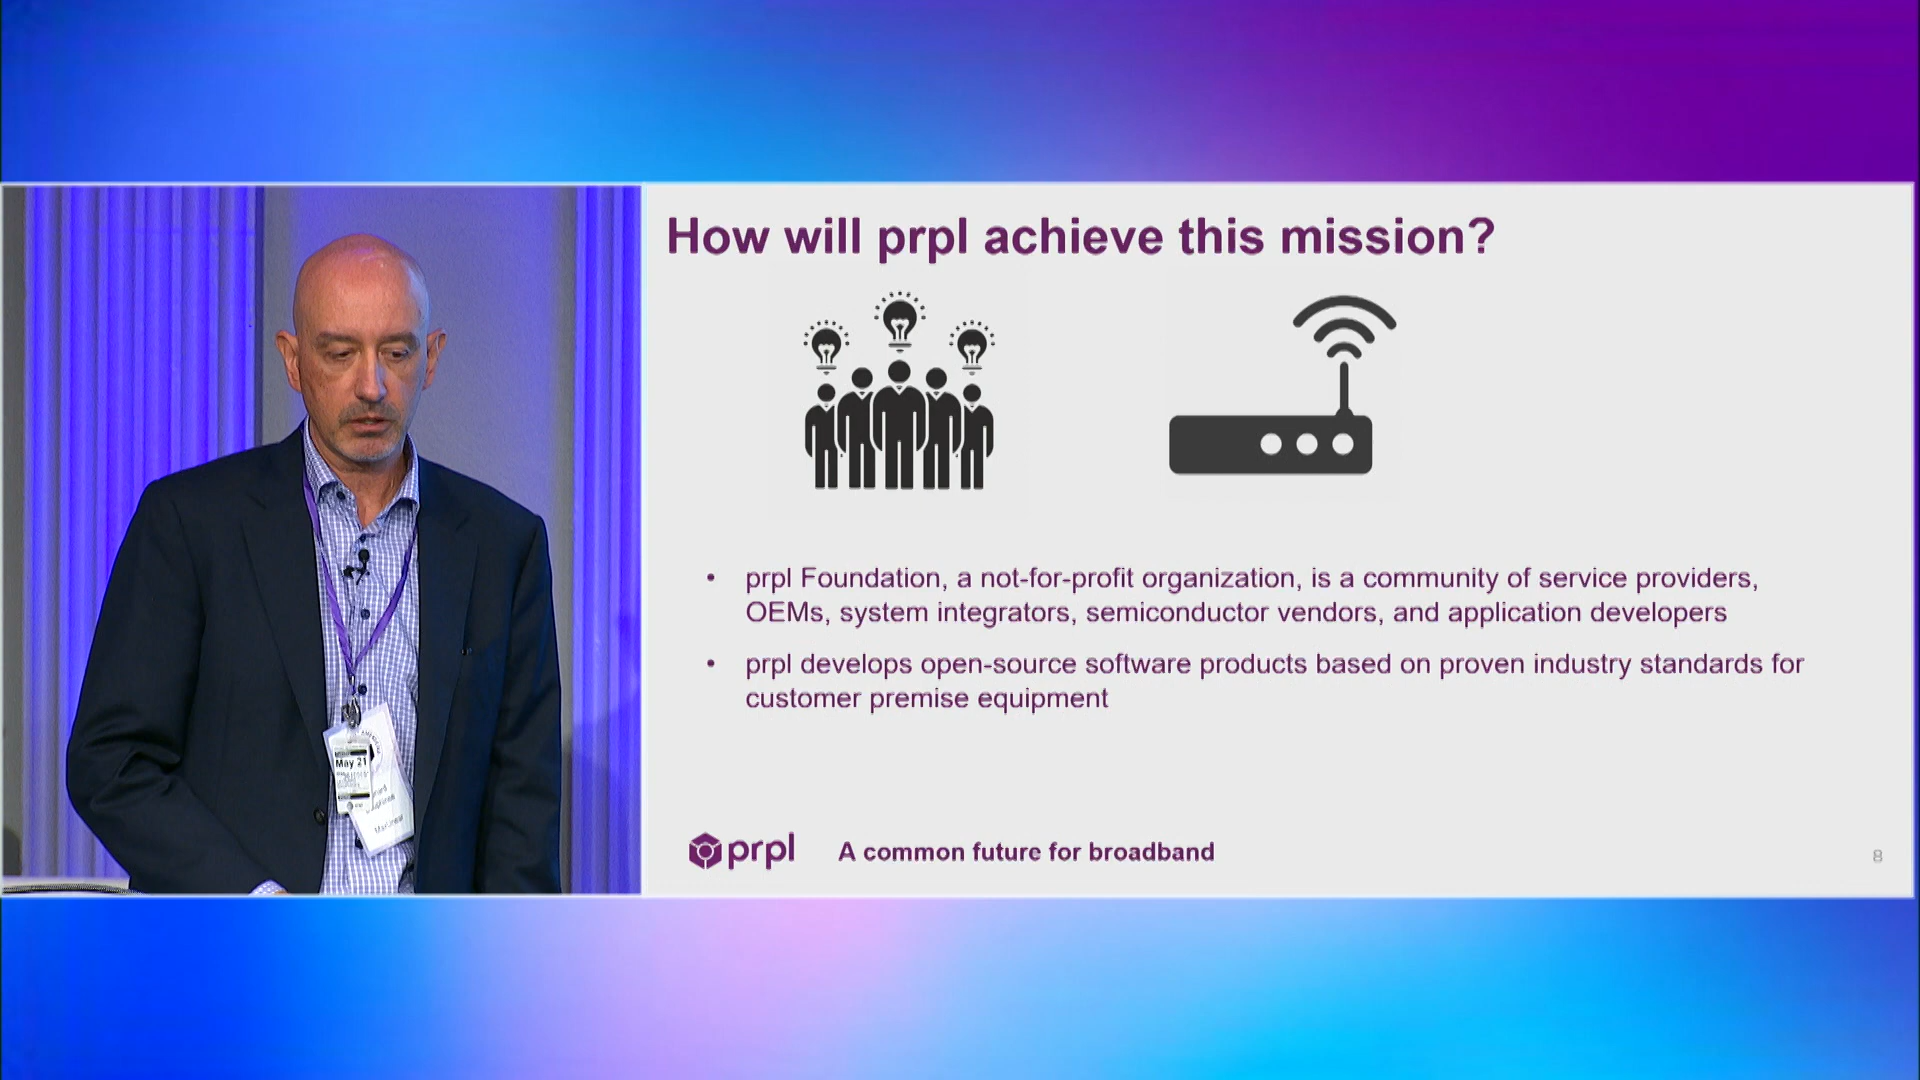 How will prpl achieve this mission?
• prpl Foundation, a not-for-profit organization, is a community of service providers,
OEMs, system integrators, semiconductor vendors, and application developers
• prpl develops open-source software products based on proven industry standards for
customer premise equipment
prpl A common future for broadband
8
May 21
MaxLinear